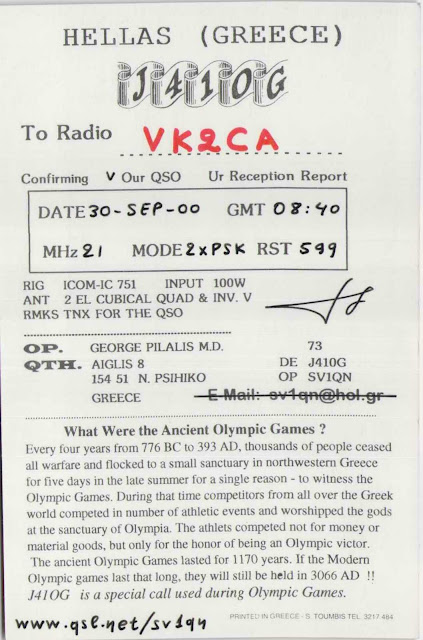 HELLAS (GREECE)
J41OG
To Radio VK2CA
Confirming V Our QSO Ur Reception Report
DATE 30-SEP-00 GMT 08:40
MHz 21 MODE 2xPSK RST 599
RIG ICOM-IC 751 INPUT 100W
ANT 2 EL CUBICAL QUAD & INV. V
RMKS TNX FOR THE QSO
OP. GEORGE PILALIS M.D. 73
QTH. AIGLIS 8 DE J410G
154 51 N. PSIHIKO OP SV1QN
GREECE E-Mail: sv1qn@hol.gr
What Were the Ancient Olympic Games ?
Every four years from 776 BC to 393 AD, thousands of people ceased
all warfare and flocked to a small sanctuary in northwestern Greece
for five days in the late summer for a single reason - to witness the
Olympic Games. During that time competitors from all over the Greek
world competed in number of athletic events and worshipped the gods
at the sanctuary of Olympia. The athlets competed not for money or
material goods, but only for the honor of being an Olympic victor.
The ancient Olympic Games lasted for 1170 years. If the Modern
Olympic games last that long, they will still be held in 3066 AD !!
J41OG is a special call used during Olympic Games.
PRINTED IN GREECE - S. TOUMBIS TEL. 3217 464
www.qsl.net/sv1qn